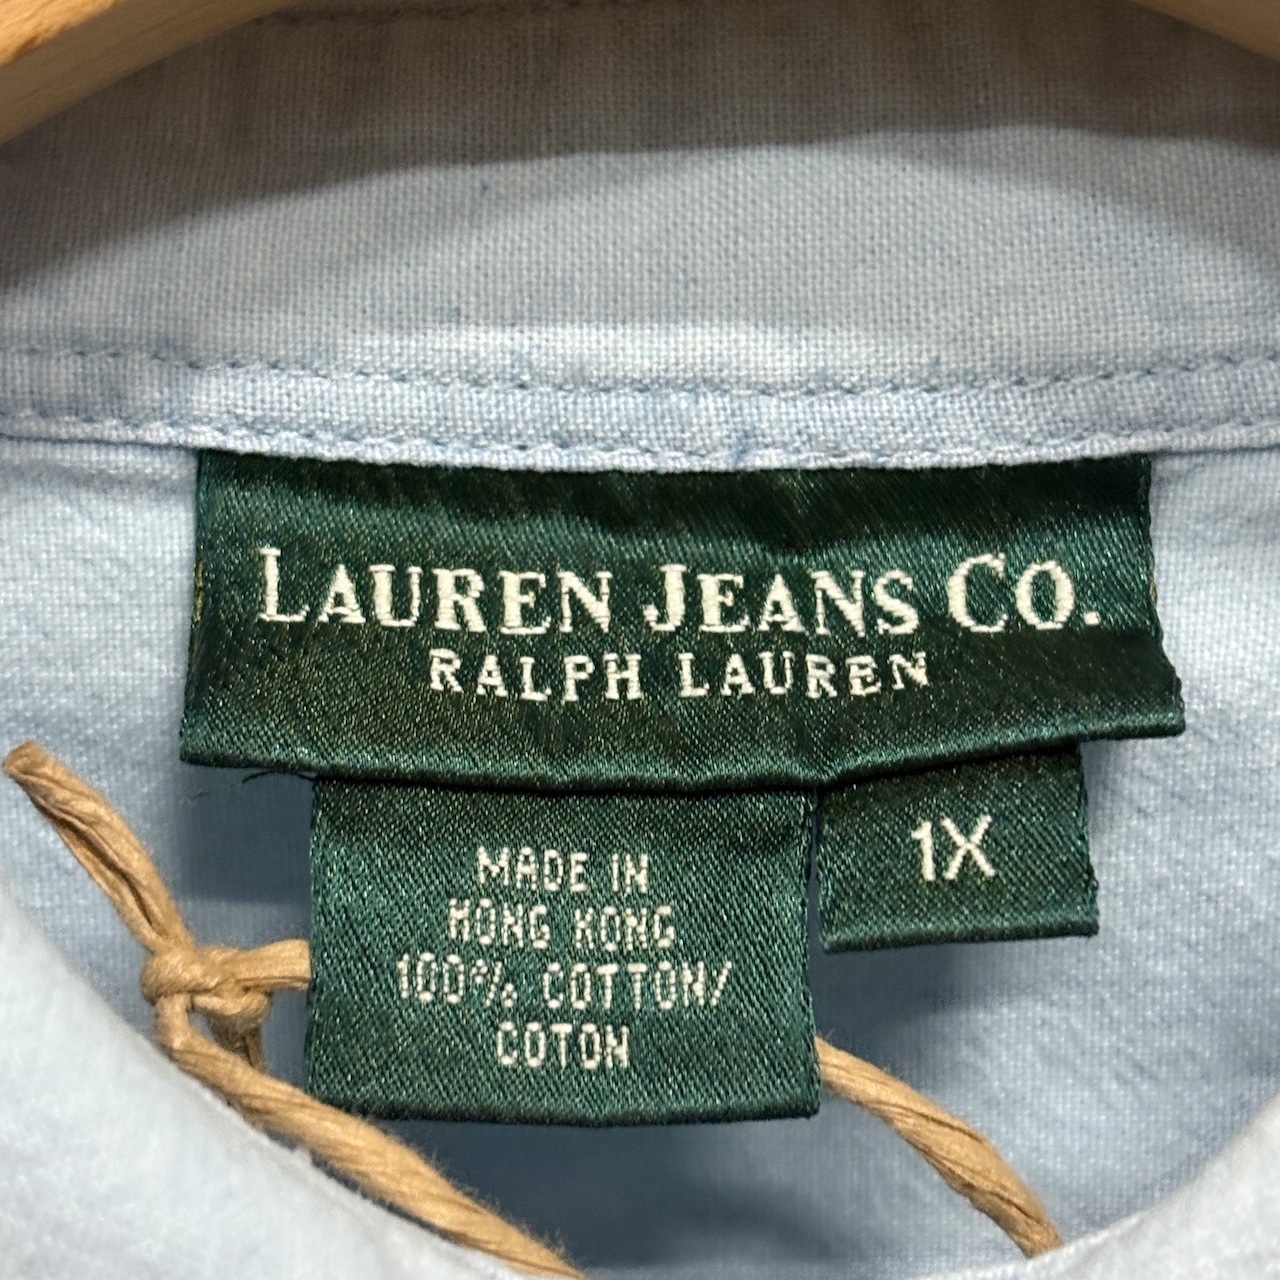 LAUREN JEANS CO.
RALPH LAUREN
1X
MADE IN
HONG KONG
100% COTTON/
COTON